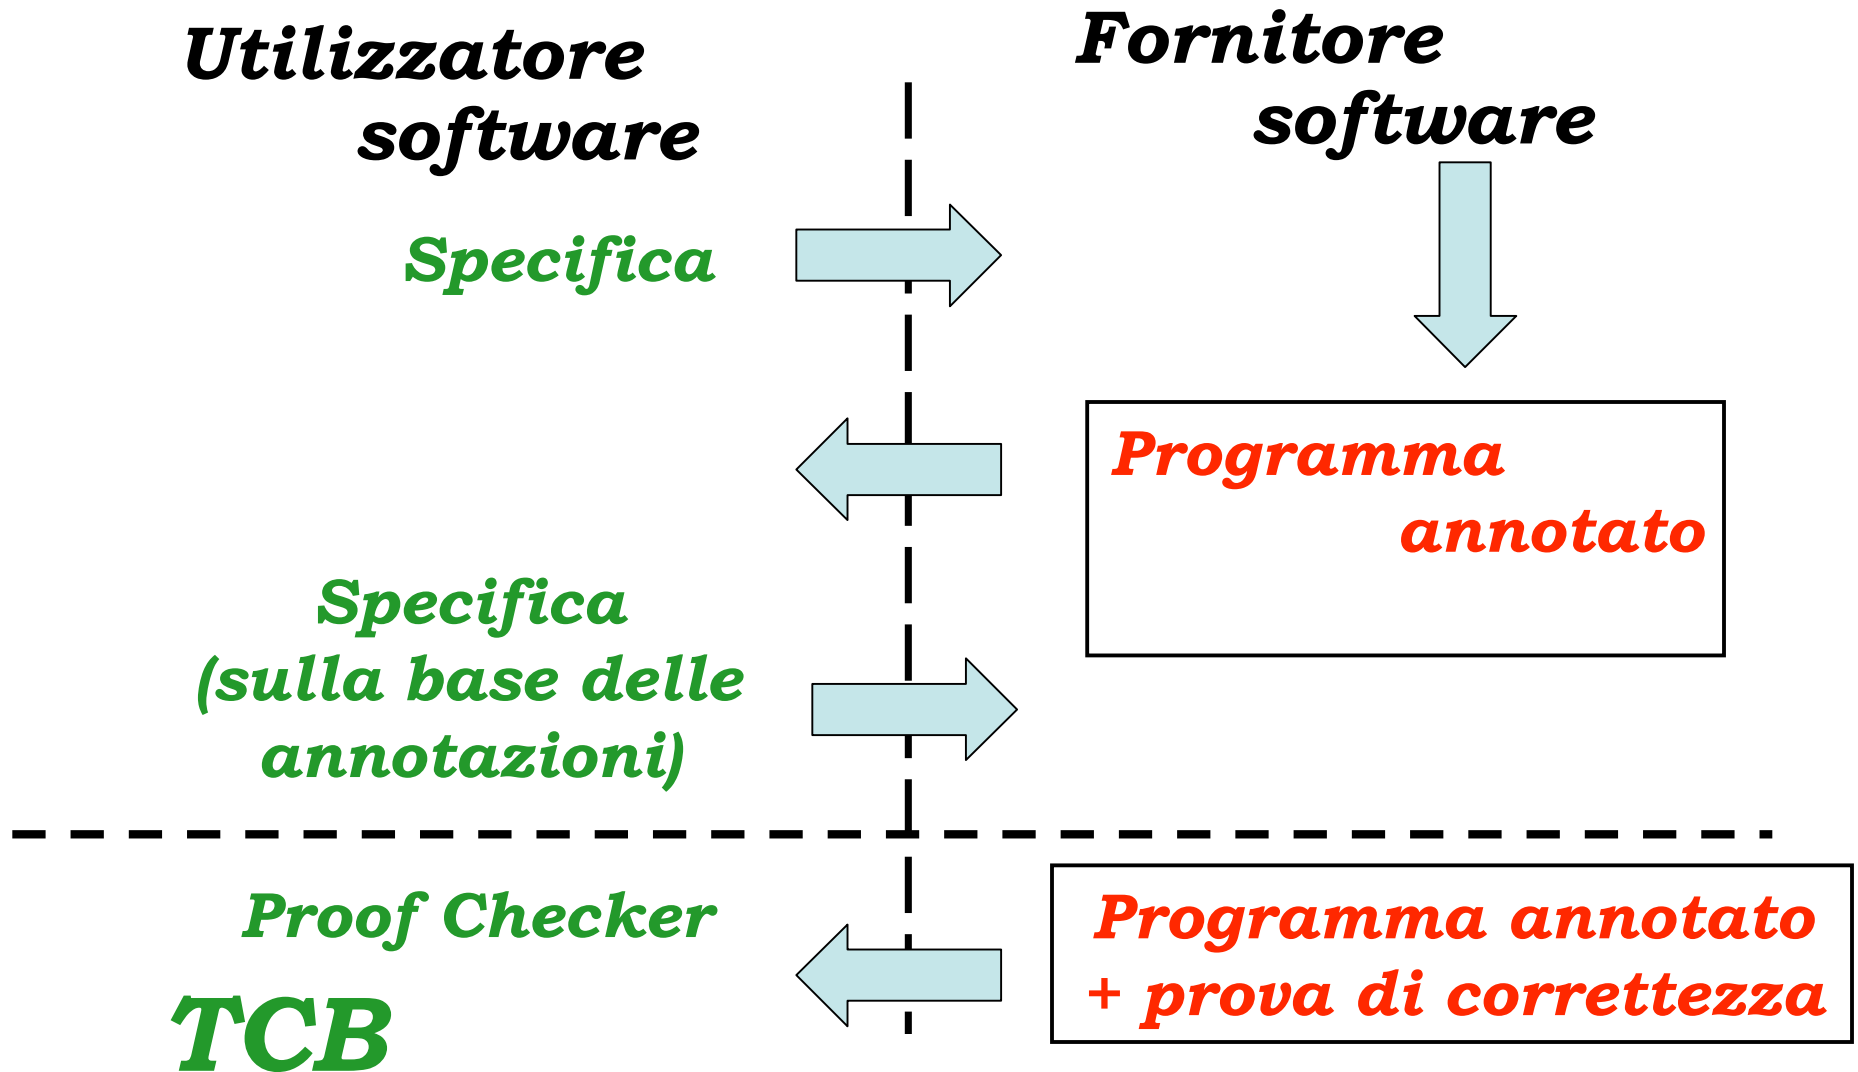 Utilizzatore
software
Fornitore
software
Specifica
Programma
annotato
Specifica
(sulla base delle
annotazioni)
Proof Checker
TCB
Programma annotato
+ prova di correttezza